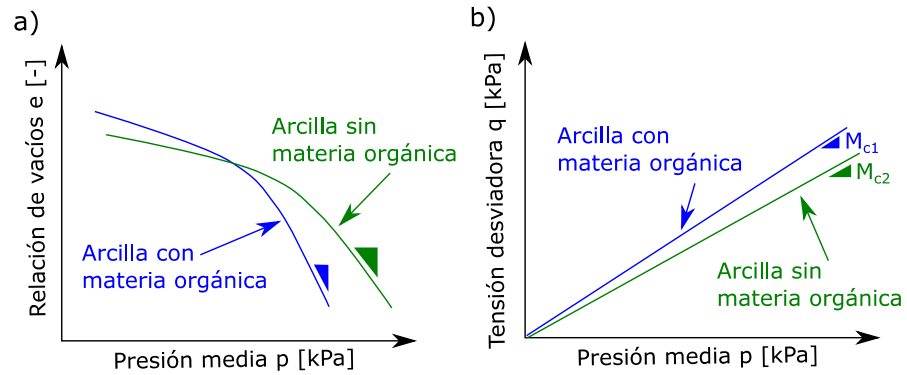 a)
Relación de vacíos e [-]
Arcilla sin
materia orgánica
Arcilla con
materia orgánica
Presión media p [kPa]
b)
Tensión desviadora q [kPa]
Arcilla con
materia orgánica
Mc1
Mc2
Arcilla sin
materia orgánica
Presión media p [kPa]